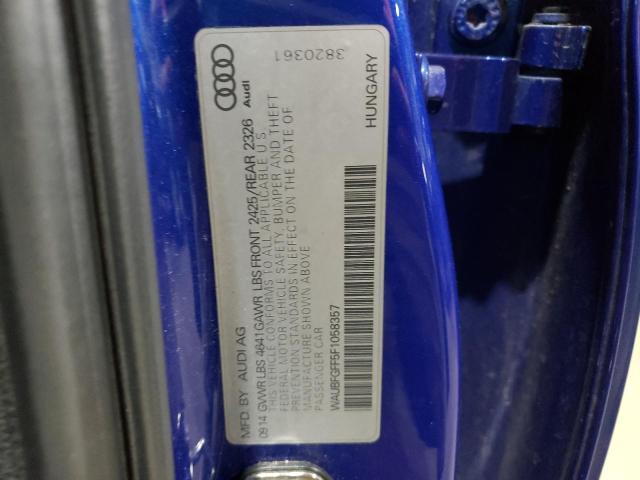 MFD. BY AUDI AG
0914 GVWR LBS 4641 GAWR LBS FRONT 2425/REAR 2326
THIS VEHICLE CONFORMS TO ALL APPLICABLE U.S.
FEDERAL MOTOR VEHICLE SAFETY, BUMPER AND THEFT
PREVENTION STANDARDS IN EFFECT ON THE DATE OF
MANUFACTURE SHOWN ABOVE
PASSENGER CAR
WAUBFGFF5F1058357
Audi
3820361
HUNGARY